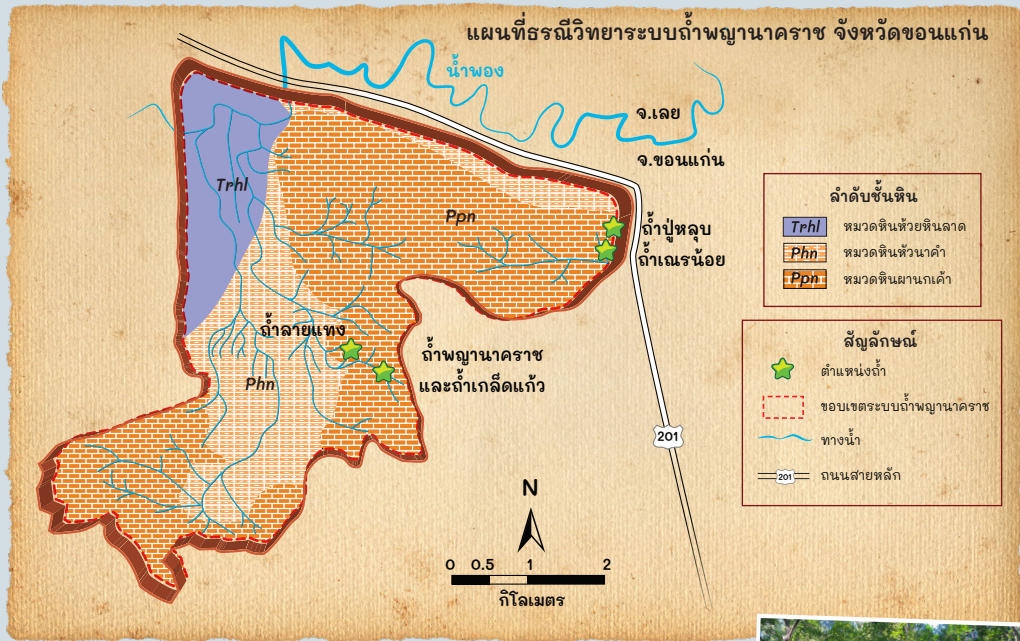 แผนที่ธรณีวิทยาระบบถ้ำพญานาคราช จังหวัดขอนแก่น
น้ำพอง
จ.เลย
จ.ขอนแก่น
Trhl
Ppn
ถ้ำปู่หลุบ
ถ้ำเณรน้อย
ถ้ำลายแทง
ถ้ำพญานาคราช
และถ้ำเกล็ดแก้ว
Phn
201
N
0 0.5 1 2
กิโลเมตร
ลำดับชั้นหิน
Trhl หมวดหินห้วยหินลาด
Phn หมวดหินหัวนาคำ
Ppn หมวดหินผานกเค้า
สัญลักษณ์
ตำแหน่งถ้ำ
ขอบเขตระบบถ้ำพญานาคราช
ทางน้ำ
201 ถนนสายหลัก